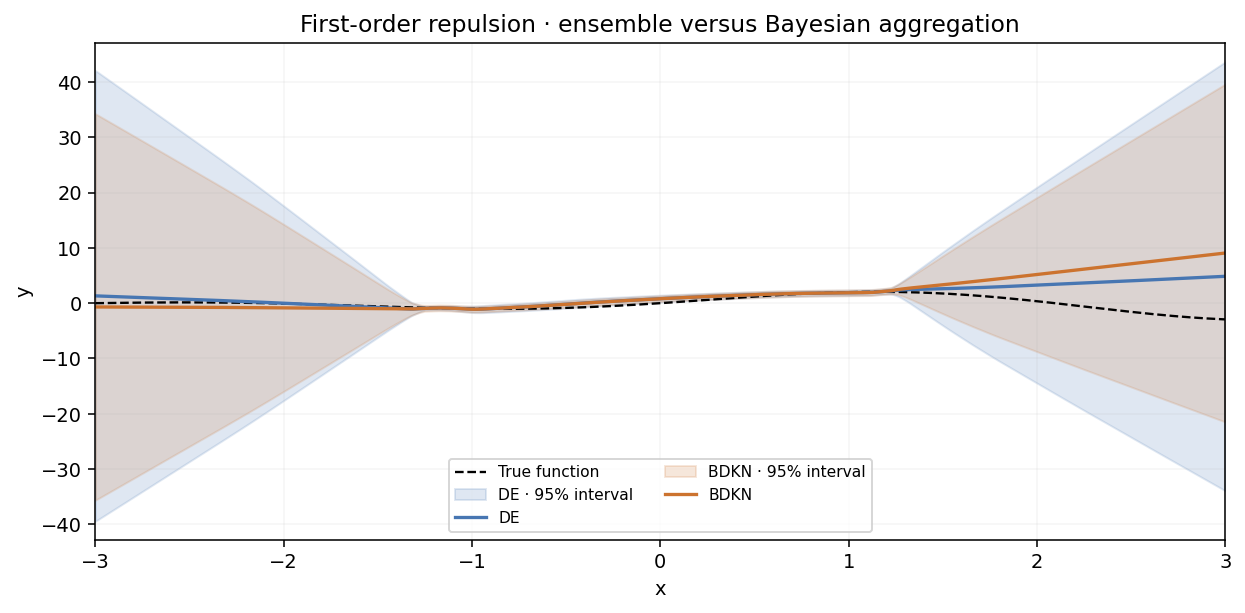 First-order repulsion · ensemble versus Bayesian aggregation
y
40
30
20
10
0
−10
−20
−30
−40
True function
DE · 95% interval
DE
BDKN · 95% interval
BDKN
−3
−2
−1
0
1
2
3
x